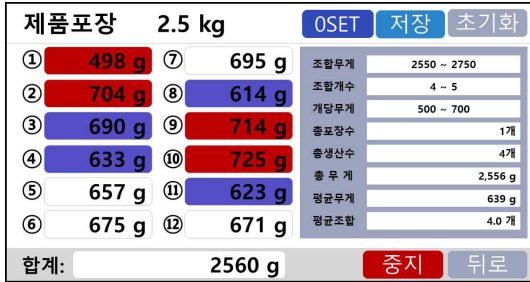 제품포장 2.5 kg 0SET 저장 초기화
① 498 g ⑦ 695 g
② 704 g ⑧ 614 g
③ 690 g ⑨ 714 g
④ 633 g ⑩ 725 g
⑤ 657 g ⑪ 623 g
⑥ 675 g ⑫ 671 g
조합무게 2550 ~ 2750
조합개수 4 ~ 5
개당무게 500 ~ 700
총포장수 1개
총생산수 4개
총 무 게 2,556 g
평균무게 639 g
평균조합 4.0 개
합계: 2560 g 중지 뒤로